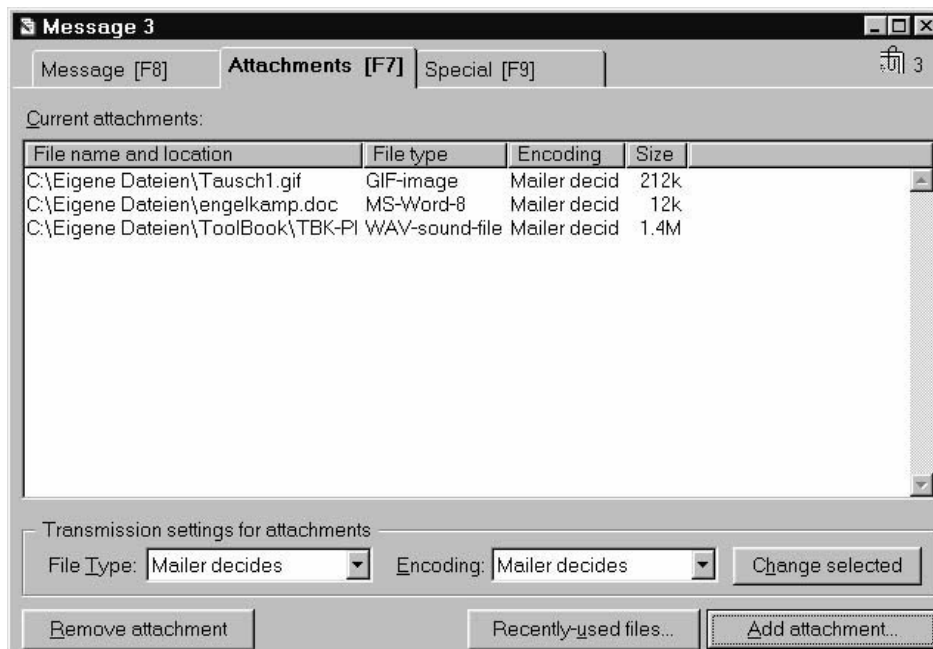 Message 3
Message [F8] Attachments [F7] Special [F9] 3
Current attachments:
File name and location File type Encoding Size
C:\Eigene Dateien\Tausch1.gif GIF-image Mailer decid 212k
C:\Eigene Dateien\engelkamp.doc MS-Word-8 Mailer decid 12k
C:\Eigene Dateien\ToolBook\TBK-Pl WAV-sound-file Mailer decid 1.4M
Transmission settings for attachments
File Type: Mailer decides Encoding: Mailer decides Change selected
Remove attachment Recently-used files... Add attachment...